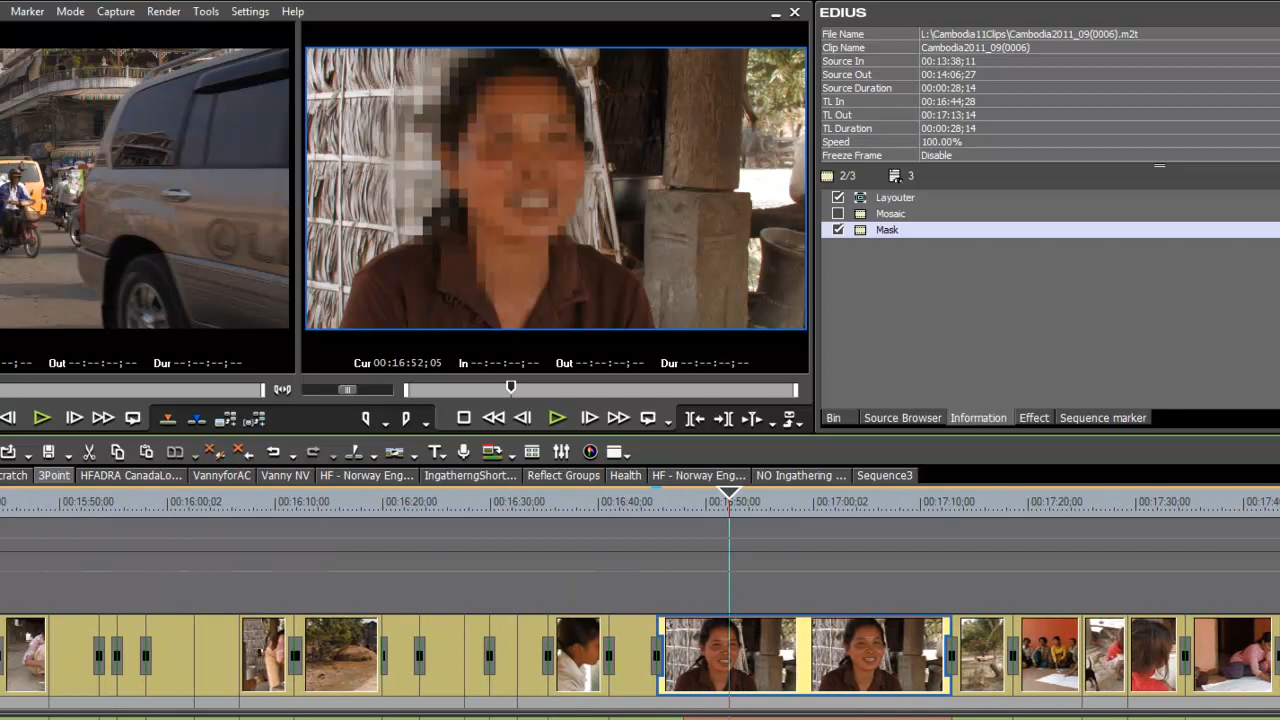 Marker Mode Capture Render Tools Settings Help
EDIUS
File Name L:\Cambodia11Clips\Cambodia2011_09(0006).m2t
Clip Name Cambodia2011_09(0006)
Source In 00:13:38;11
Source Out 00:14:06;27
Source Duration 00:00:28;14
TL In 00:16:44;28
TL Out 00:17:13;14
TL Duration 00:00:28;14
Speed 100.00%
Freeze Frame Disable
2/3 3
Layouter
Mosaic
Mask
Out --:--:--;-- Dur --:--:--;--
Cur 00:16:52;05 In --:--:--;-- Out --:--:--;-- Dur --:--:--;--
Bin Source Browser Information Effect Sequence marker
3Point HFADRA CanadaLo... VannyforAC Vanny NV HF - Norway Eng... IngatherngShort... Reflect Groups Health HF - Norway Eng... NO Ingathering ... Sequence3
00:15:50;00 00:16:00;02 00:16:10;00 00:16:20;00 00:16:30;00 00:16:40;00 00:16:50;00 00:17:00;02 00:17:10;00 00:17:20;00 00:17:30;00